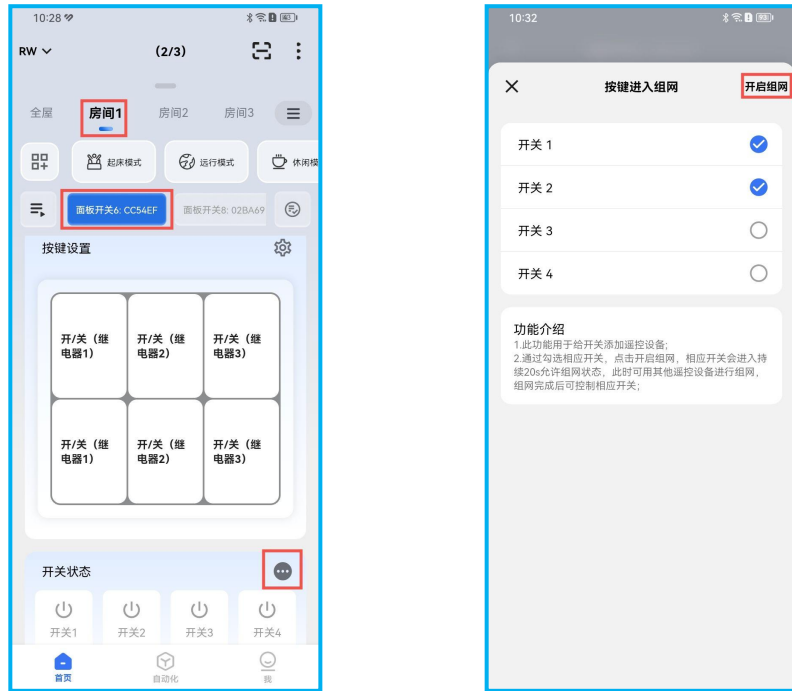 10:28
83
RW
(2/3)
全屋
房间1
房间2
房间3
起床模式
运行模式
休闲模
面板开关6: CC54EF
面板开关8: 02BA69
按键设置
开/关（继
电器1）
开/关（继
电器2）
开/关（继
电器3）
开/关（继
电器1）
开/关（继
电器2）
开/关（继
电器3）
开关状态
开关1
开关2
开关3
开关4
首页
自动化
我
10:32
按键进入组网
开启组网
开关 1
开关 2
开关 3
开关 4
功能介绍
1.此功能用于给开关添加遥控设备;
2.通过勾选相应开关，点击开启组网，相应开关会进入持
续20s允许组网状态，此时可用其他遥控设备进行组网，
组网完成后可控制相应开关;